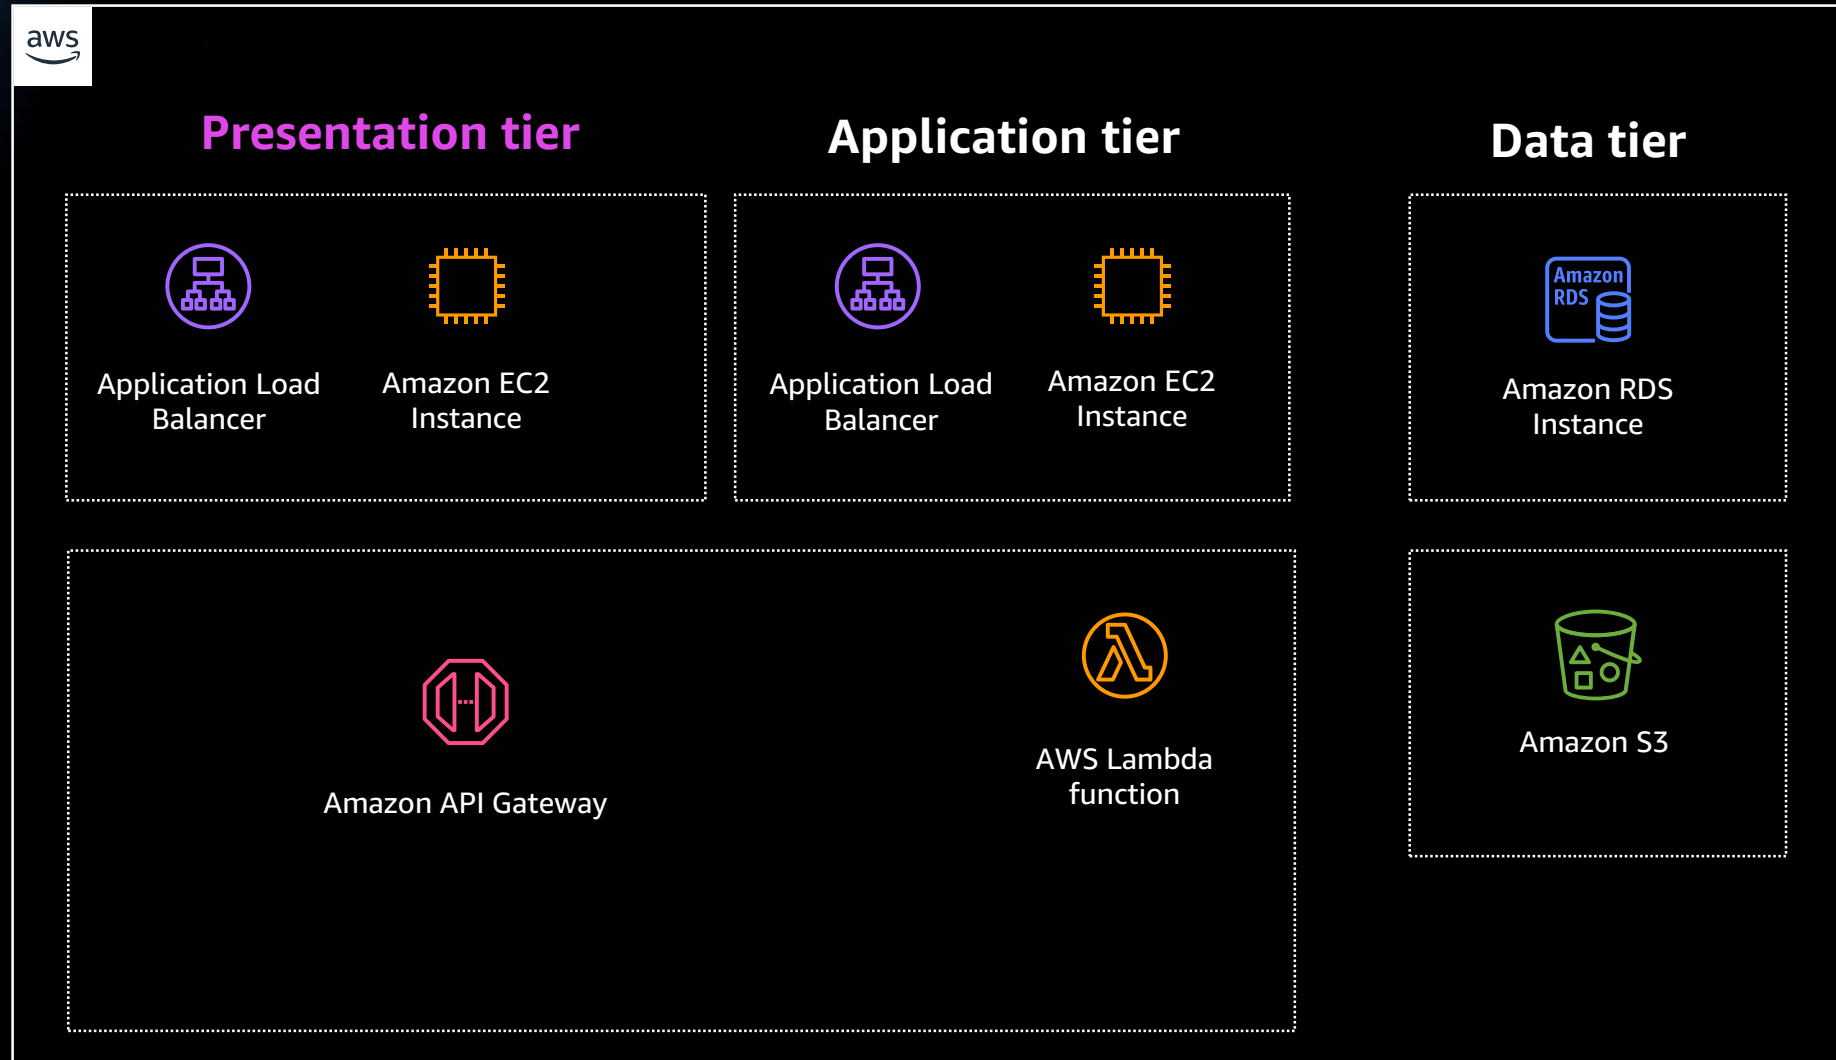 aws
Presentation tier
Application tier
Data tier
Application Load
Balancer
Amazon EC2
Instance
Application Load
Balancer
Amazon EC2
Instance
Amazon
RDS
Amazon RDS
Instance
Amazon API Gateway
AWS Lambda
function
Amazon S3